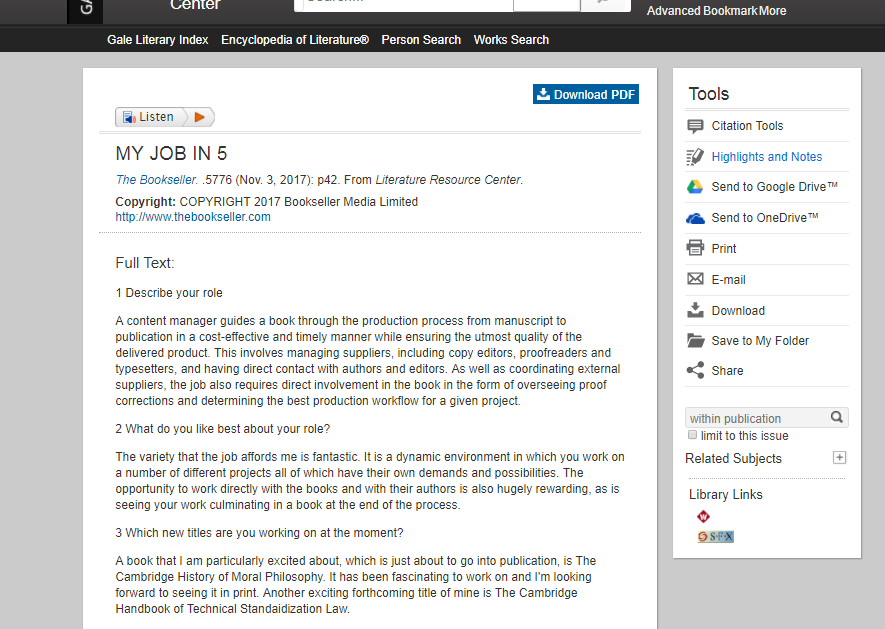 GA
Center
Advanced Bookmark More
Gale Literary Index Encyclopedia of Literature® Person Search Works Search
Download PDF
Listen
MY JOB IN 5
The Bookseller. .5776 (Nov. 3, 2017): p42. From Literature Resource Center.
Copyright: COPYRIGHT 2017 Bookseller Media Limited
http://www.thebookseller.com
Full Text:
1 Describe your role
A content manager guides a book through the production process from manuscript to
publication in a cost-effective and timely manner while ensuring the utmost quality of the
delivered product. This involves managing suppliers, including copy editors, proofreaders and
typesetters, and having direct contact with authors and editors. As well as coordinating external
suppliers, the job also requires direct involvement in the book in the form of overseeing proof
corrections and determining the best production workflow for a given project.
2 What do you like best about your role?
The variety that the job affords me is fantastic. It is a dynamic environment in which you work on
a number of different projects all of which have their own demands and possibilities. The
opportunity to work directly with the books and with their authors is also hugely rewarding, as is
seeing your work culminating in a book at the end of the process.
3 Which new titles are you working on at the moment?
A book that I am particularly excited about, which is just about to go into publication, is The
Cambridge History of Moral Philosophy. It has been fascinating to work on and I'm looking
forward to seeing it in print. Another exciting forthcoming title of mine is The Cambridge
Handbook of Technical Standaidization Law.
Tools
Citation Tools
Highlights and Notes
Send to Google Drive™
Send to OneDrive™
Print
E-mail
Download
Save to My Folder
Share
within publication
limit to this issue
Related Subjects
Library Links
W
S·F·X